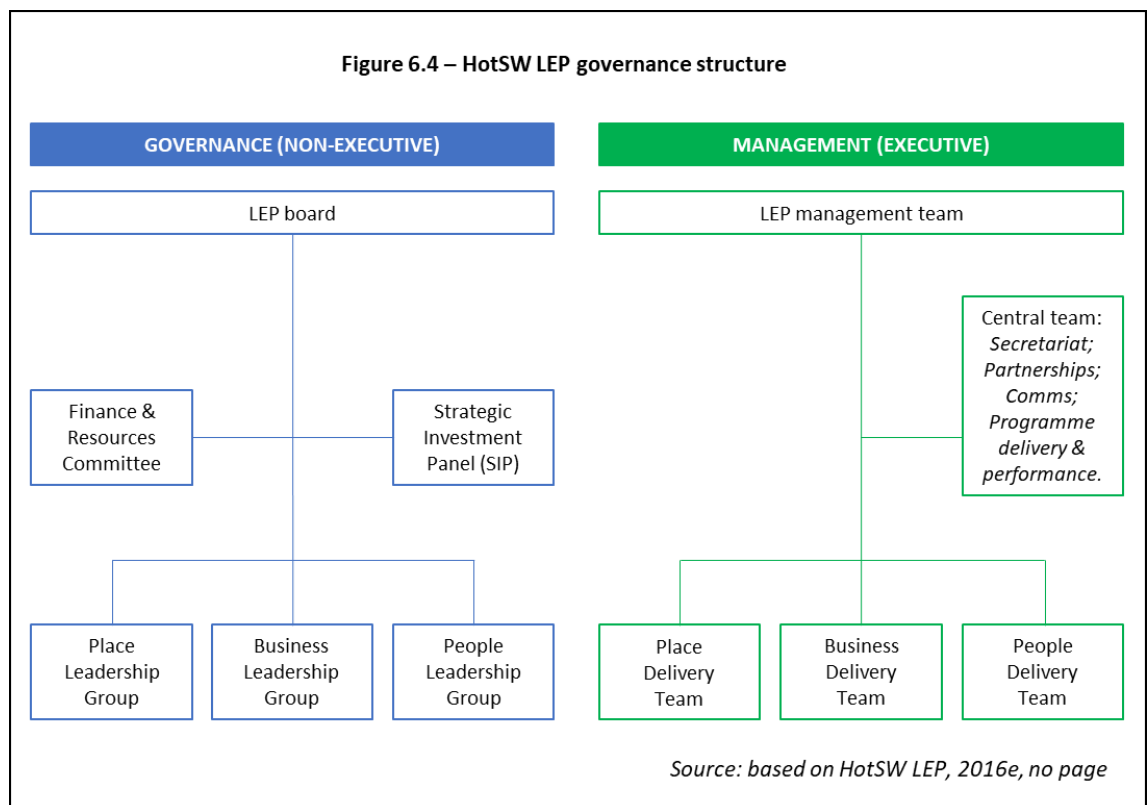 Figure 6.4 – HotSW LEP governance structure
GOVERNANCE (NON-EXECUTIVE)
LEP board
Finance &
Resources
Committee
Strategic
Investment
Panel (SIP)
Place
Leadership
Group
Business
Leadership
Group
People
Leadership
Group
MANAGEMENT (EXECUTIVE)
LEP management team
Central team:
Secretariat;
Partnerships;
Comms;
Programme
delivery &
performance.
Place
Delivery
Team
Business
Delivery
Team
People
Delivery
Team
Source: based on HotSW LEP, 2016e, no page